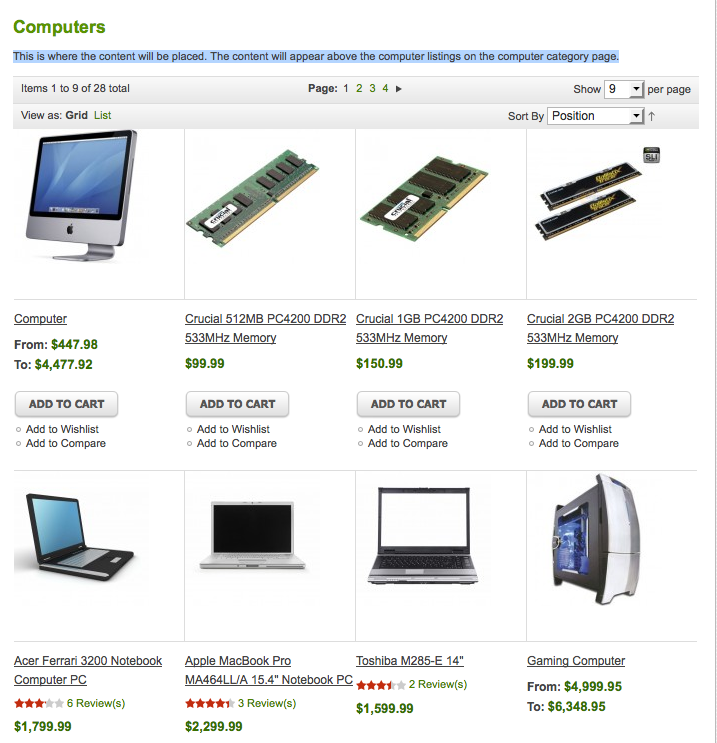 Computers
This is where the content will be placed. The content will appear above the computer listings on the computer category page.
Items 1 to 9 of 28 total Page: 1 2 3 4 Show 9 per page
View as: Grid List Sort By Position
SLI
crucial
crucial
Ballistix
Ballistix
Computer
From: $447.98
To: $4,477.92
ADD TO CART
Add to Wishlist
Add to Compare
Crucial 512MB PC4200 DDR2
533MHz Memory
$99.99
ADD TO CART
Add to Wishlist
Add to Compare
Crucial 1GB PC4200 DDR2
533MHz Memory
$150.99
ADD TO CART
Add to Wishlist
Add to Compare
Crucial 2GB PC4200 DDR2
533MHz Memory
$199.99
ADD TO CART
Add to Wishlist
Add to Compare
Acer Ferrari 3200 Notebook
Computer PC
6 Review(s)
$1,799.99
Apple MacBook Pro
MA464LL/A 15.4" Notebook PC
3 Review(s)
$2,299.99
Toshiba M285-E 14"
2 Review(s)
$1,599.99
Gaming Computer
From: $4,999.95
To: $6,348.95